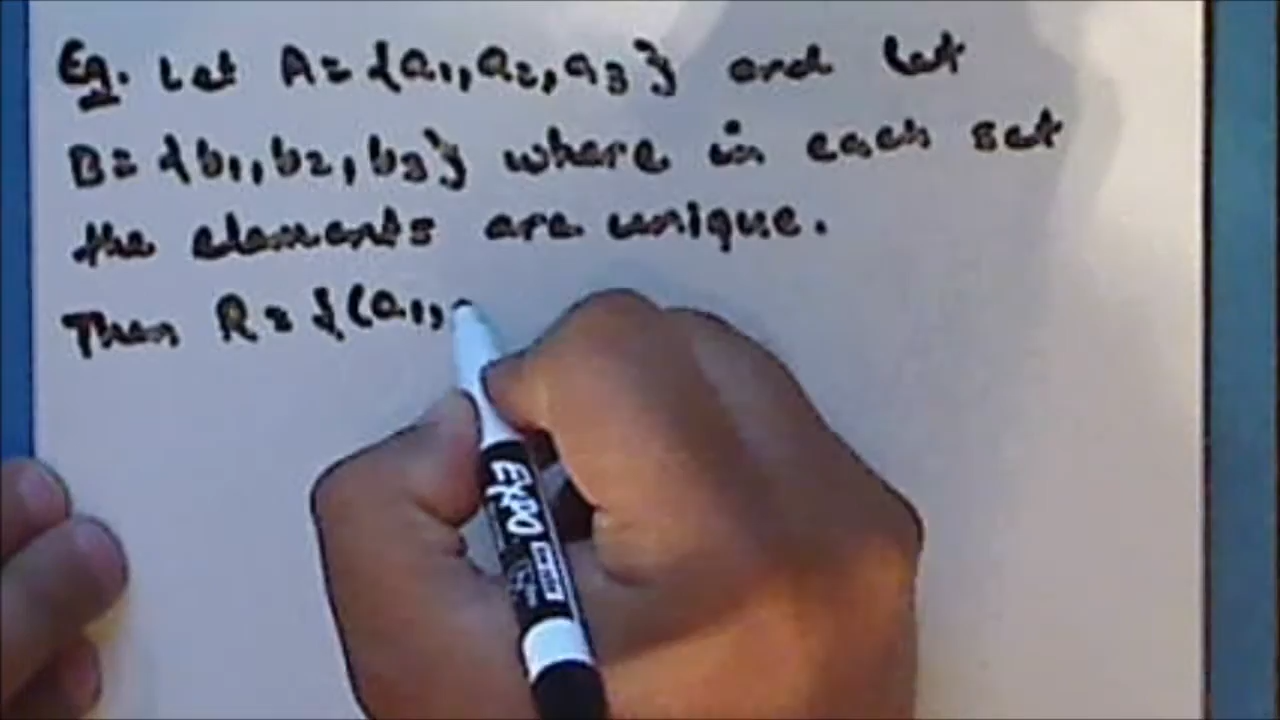 Eg. Let A = {a₁, a₂, a₃} and let
B = {b₁, b₂, b₃} where in each set
the elements are unique.
Then R = {(a₁,
EXPO